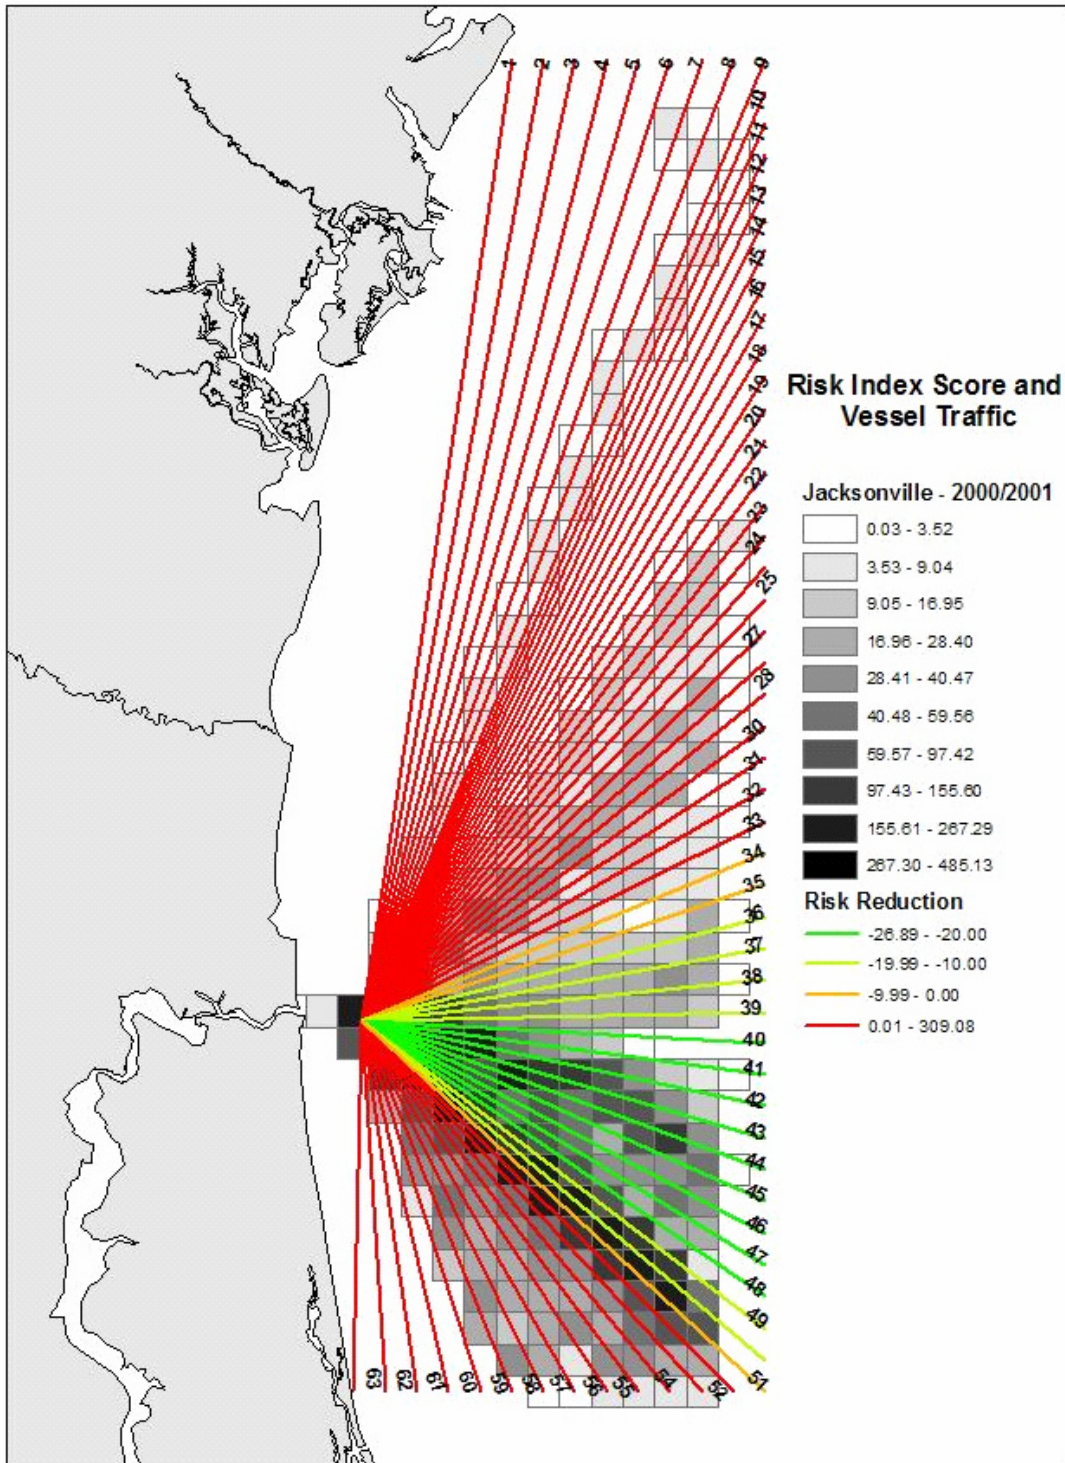 1 2 3 4 5 6 7 8 9
10
11
12
13
14
15
16
17
18
19
20
21
22
23
24
25
27
28
30
31
32
33
34
35
36
37
38
39
40
41
42
43
44
45
46
47
48
49
51
63 62 61 60 59 58 57 56 55 54 52
Risk Index Score and
Vessel Traffic
Jacksonville - 2000/2001
0.03 - 3.52
3.53 - 9.04
9.05 - 16.95
16.96 - 28.40
28.41 - 40.47
40.48 - 59.56
59.57 - 97.42
97.43 - 155.60
155.61 - 267.29
267.30 - 485.13
Risk Reduction
-26.89 - -20.00
-19.99 - -10.00
-9.99 - 0.00
0.01 - 309.08